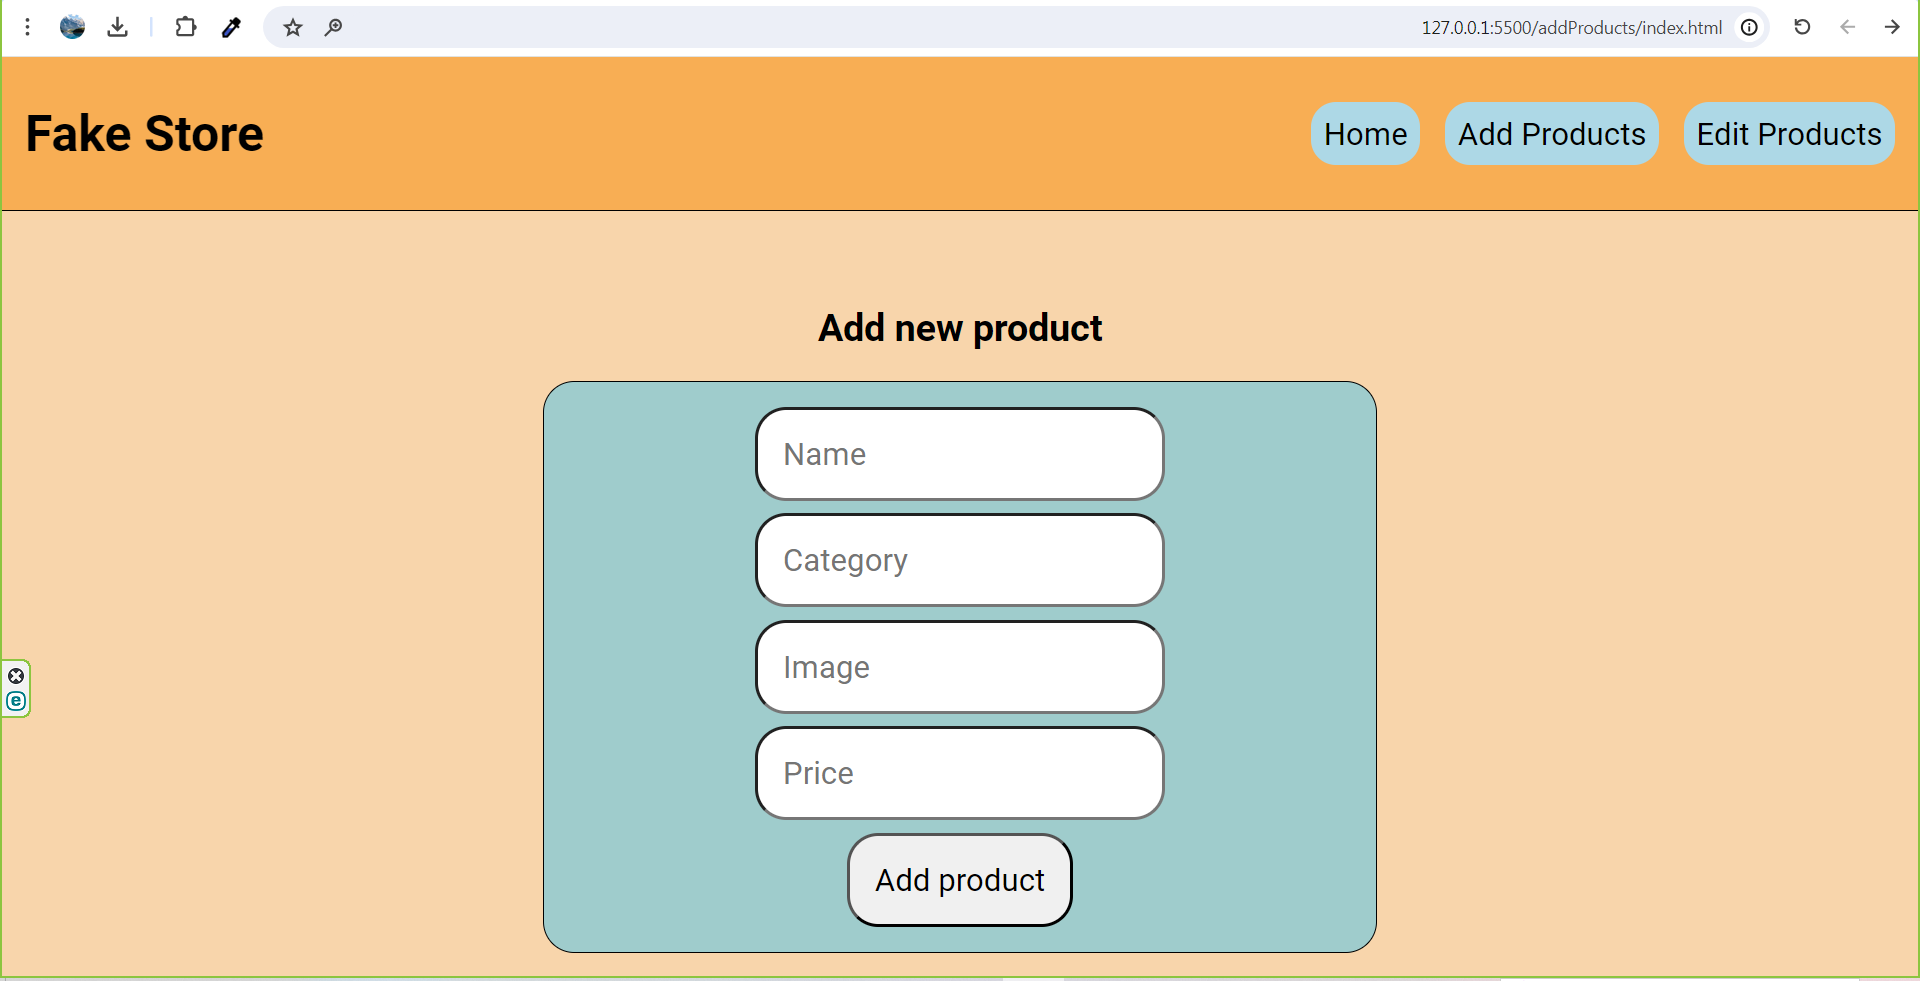 127.0.0.1:5500/addProducts/index.html
Fake Store
Home
Add Products
Edit Products
Add new product
Name
Category
Image
Price
Add product
e